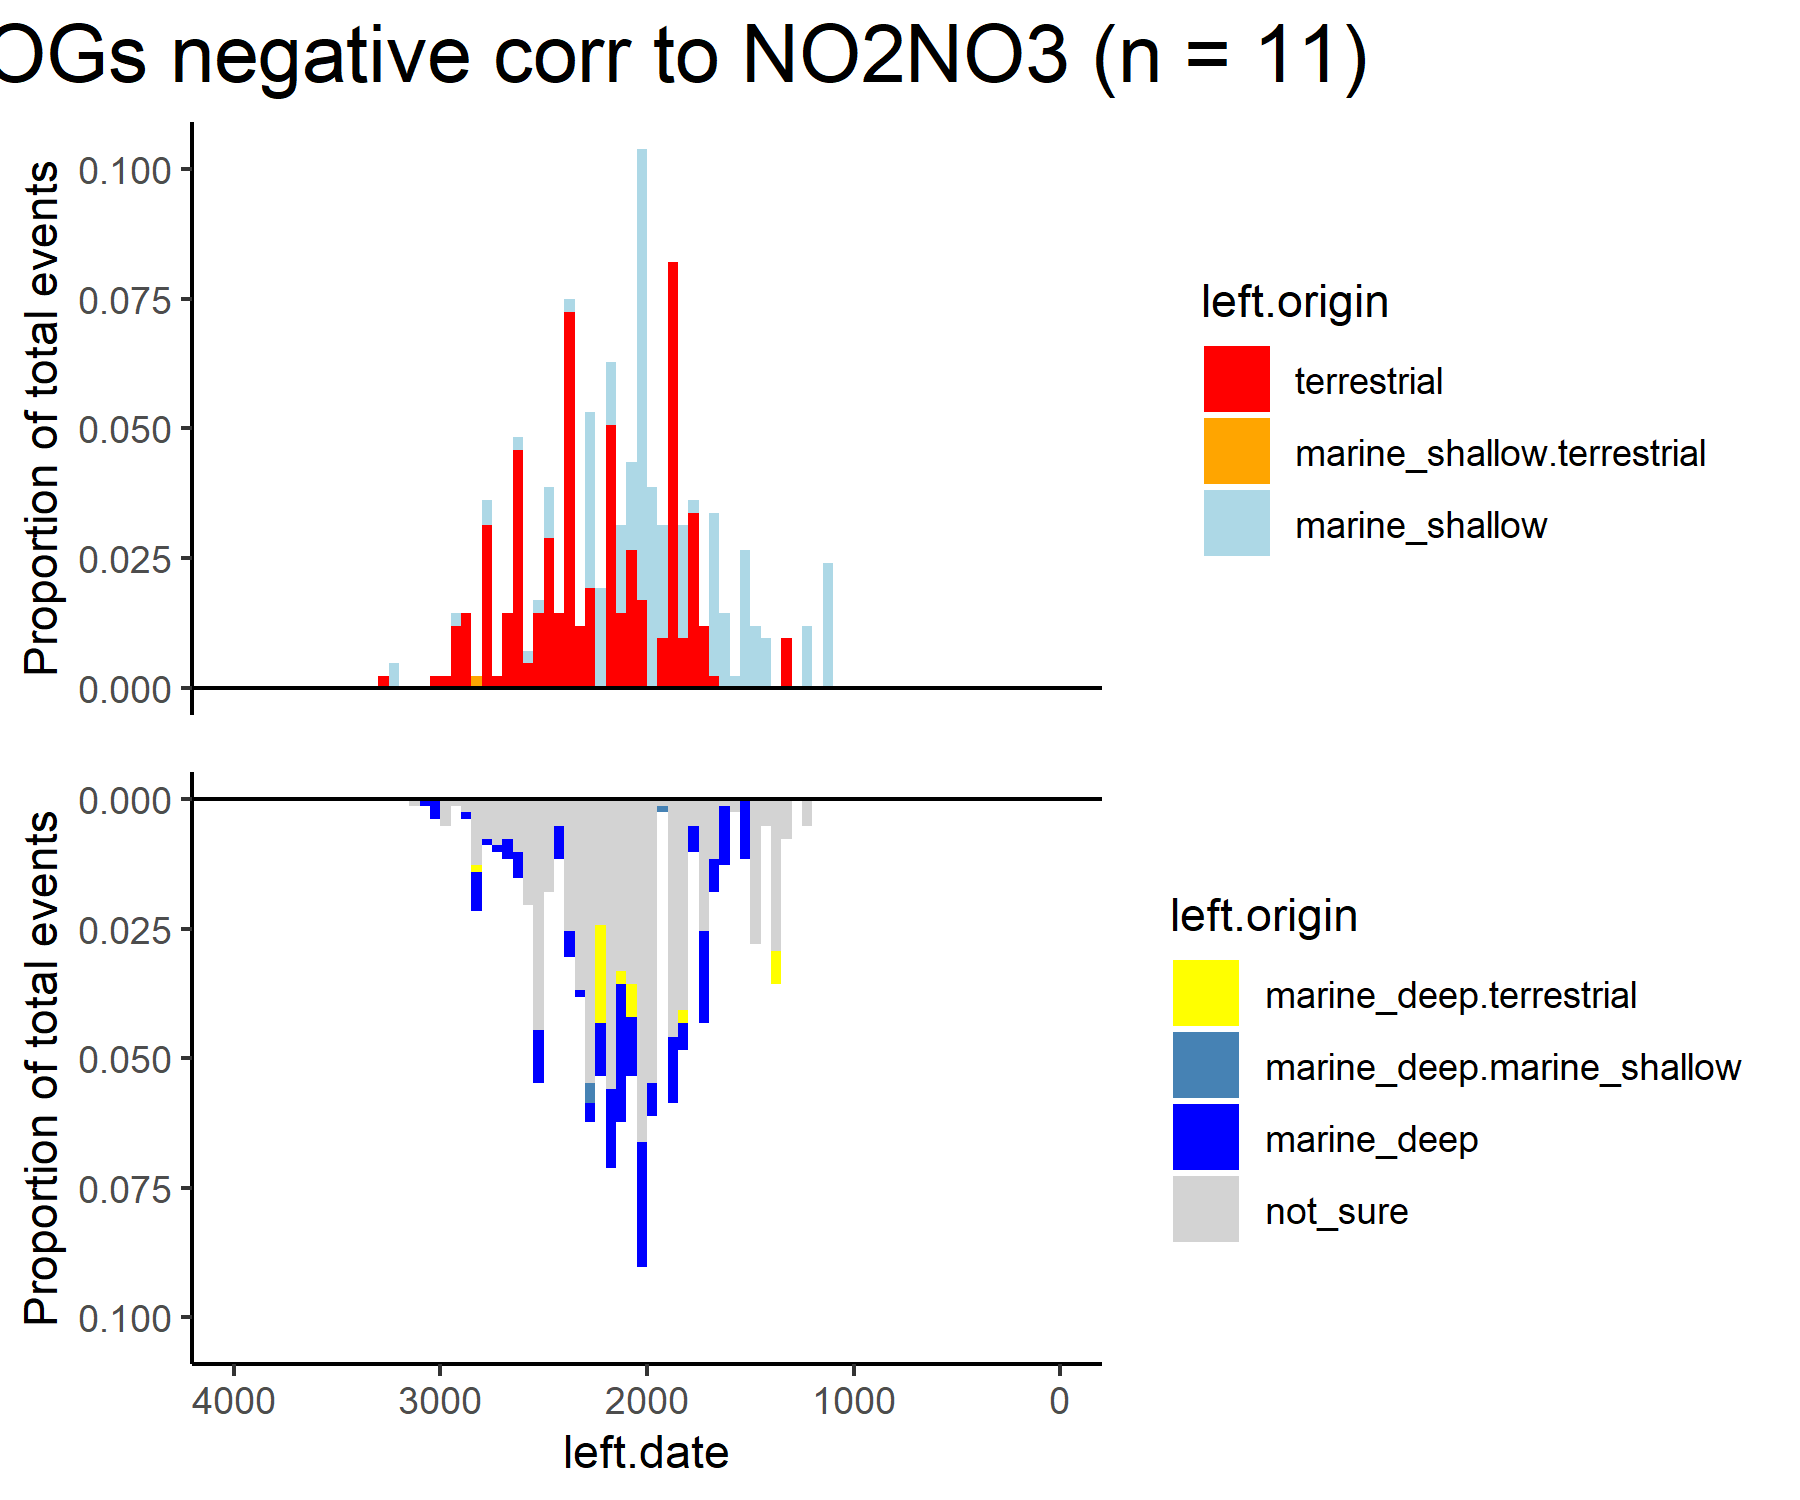 OGs negative corr to NO2NO3 (n = 11)
Proportion of total events
0.100
0.075
0.050
0.025
0.000
left.origin
terrestrial
marine_shallow.terrestrial
marine_shallow
Proportion of total events
0.000
0.025
0.050
0.075
0.100
left.origin
marine_deep.terrestrial
marine_deep.marine_shallow
marine_deep
not_sure
4000 3000 2000 1000 0
left.date